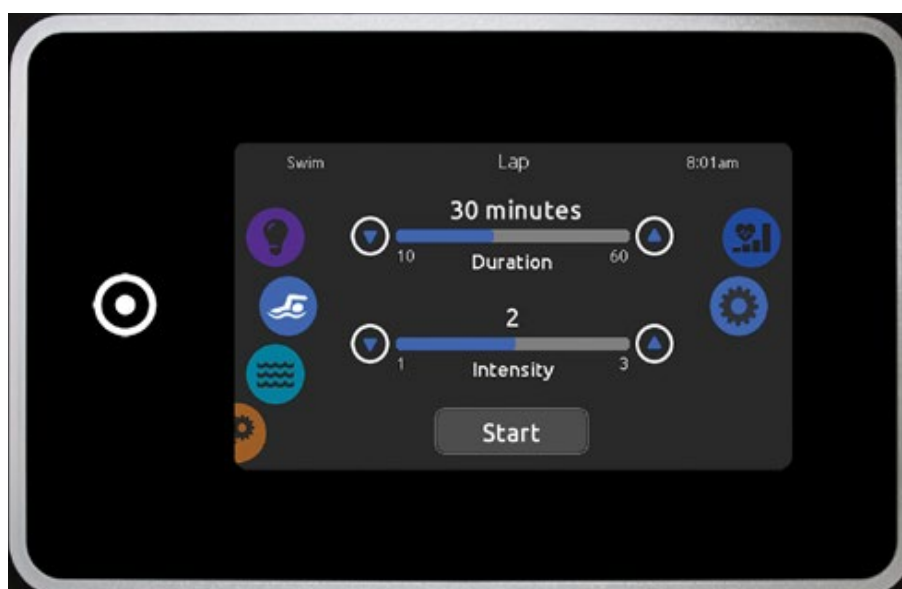 Swim Lap 8:01am
30 minutes
10 Duration 60
2
1 Intensity 3
Start